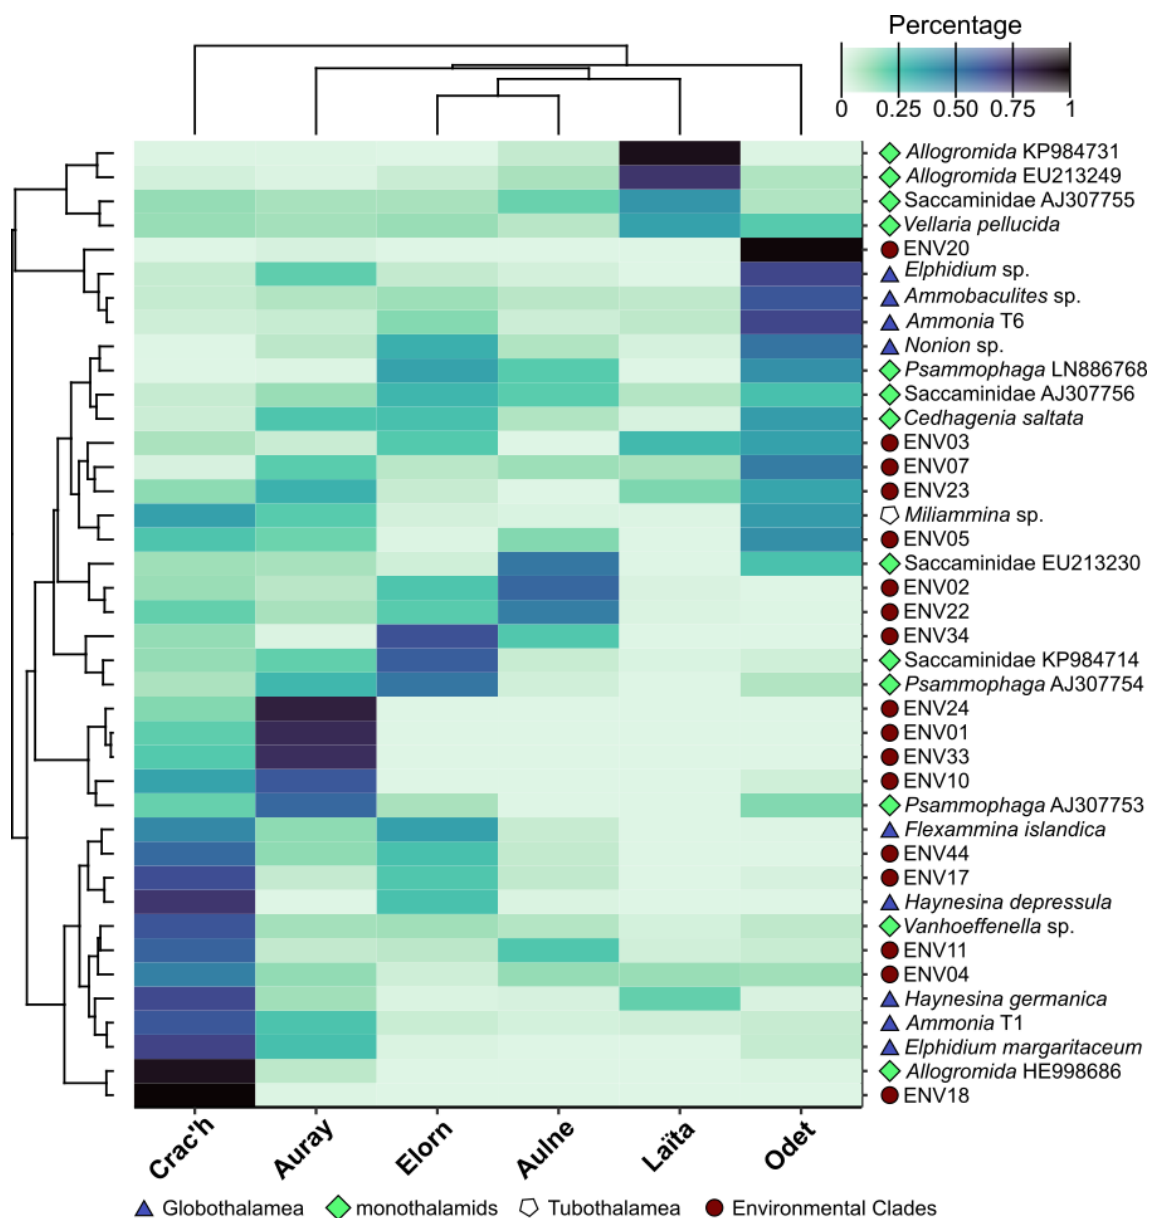 Percentage
0 0.25 0.50 0.75 1
Allogromida KP984731
Allogromida EU213249
Saccaminidae AJ307755
Vellaria pellucida
ENV20
Elphidium sp.
Ammobaculites sp.
Ammonia T6
Nonion sp.
Psammophaga LN886768
Saccaminidae AJ307756
Cedhagenia saltata
ENV03
ENV07
ENV23
Miliammina sp.
ENV05
Saccaminidae EU213230
ENV02
ENV22
ENV34
Saccaminidae KP984714
Psammophaga AJ307754
ENV24
ENV01
ENV33
ENV10
Psammophaga AJ307753
Flexammina islandica
ENV44
ENV17
Haynesina depressula
Vanhoeffenella sp.
ENV11
ENV04
Haynesina germanica
Ammonia T1
Elphidium margaritaceum
Allogromida HE998686
ENV18
Crac'h Auray Elorn Aulne Laïta Odet
Globothalamea monothalamids Tubothalamea Environmental Clades